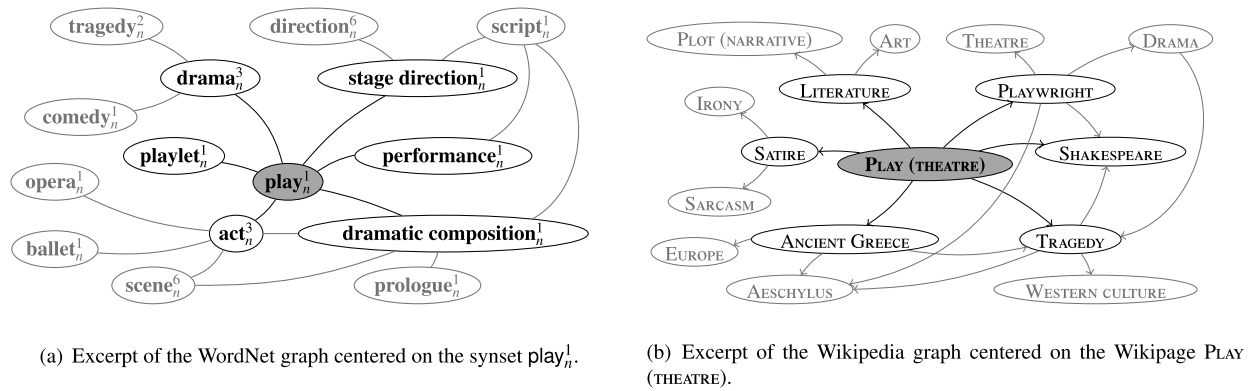 tragedy²ₙ
direction⁶ₙ
script¹ₙ
drama³ₙ
stage direction¹ₙ
comedy¹ₙ
playlet¹ₙ
performance¹ₙ
opera¹ₙ
play¹ₙ
act³ₙ
dramatic composition¹ₙ
ballet¹ₙ
scene⁶ₙ
prologue¹ₙ
(a) Excerpt of the WordNet graph centered on the synset play¹ₙ.
PLOT (NARRATIVE)
ART
THEATRE
DRAMA
LITERATURE
PLAYWRIGHT
IRONY
SATIRE
PLAY (THEATRE)
SHAKESPEARE
SARCASM
ANCIENT GREECE
TRAGEDY
EUROPE
AESCHYLUS
WESTERN CULTURE
(b) Excerpt of the Wikipedia graph centered on the Wikipage PLAY
(THEATRE).